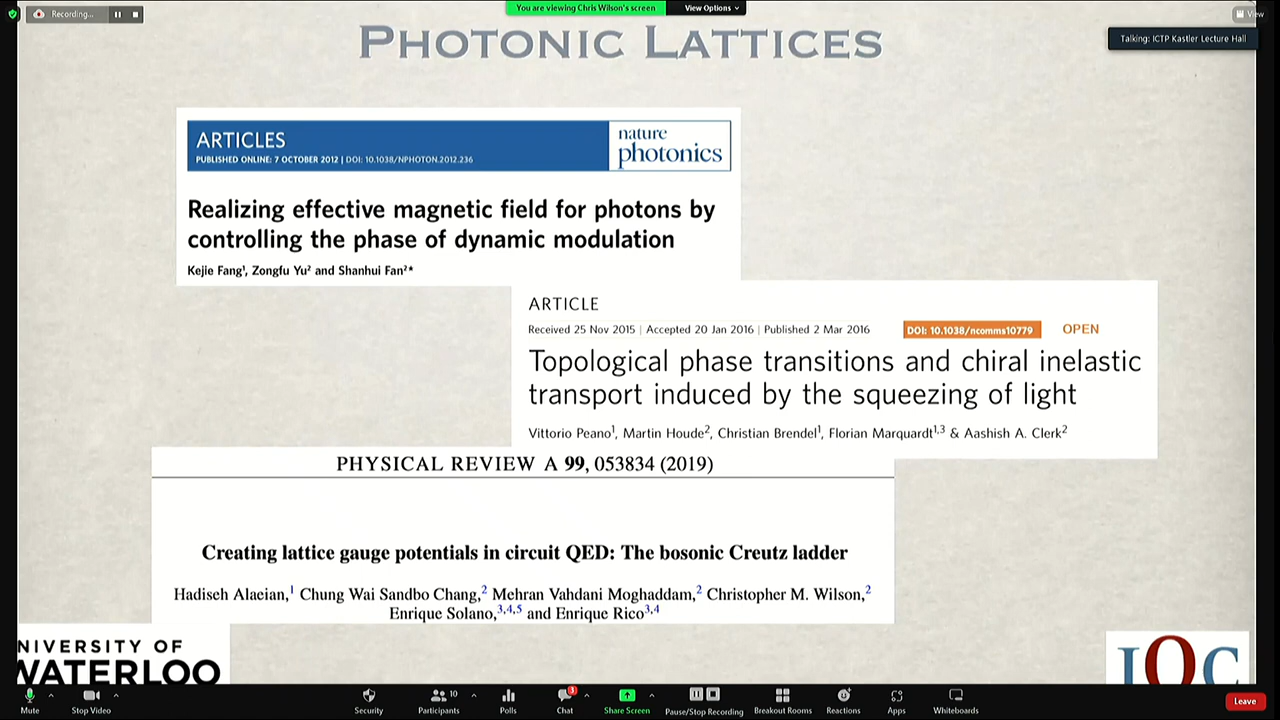 Recording...
You are viewing Chris Wilson's screen
View Options
View
PHOTONIC LATTICES
Talking: ICTP Kastler Lecture Hall
ARTICLES
PUBLISHED ONLINE: 7 OCTOBER 2012 | DOI: 10.1038/NPHOTON.2012.236
nature
photonics
Realizing effective magnetic field for photons by
controlling the phase of dynamic modulation
Kejie Fang¹, Zongfu Yu² and Shanhui Fan²*
ARTICLE
Received 25 Nov 2015 | Accepted 20 Jan 2016 | Published 2 Mar 2016
DOI: 10.1038/ncomms10779
OPEN
Topological phase transitions and chiral inelastic
transport induced by the squeezing of light
Vittorio Peano¹, Martin Houde², Christian Brendel¹, Florian Marquardt¹,³ & Aashish A. Clerk²
PHYSICAL REVIEW A 99, 053834 (2019)
Creating lattice gauge potentials in circuit QED: The bosonic Creutz ladder
Hadiseh Alaeian,¹ Chung Wai Sandbo Chang,² Mehran Vahdani Moghaddam,² Christopher M. Wilson,²
Enrique Solano,³,⁴,⁵ and Enrique Rico³,⁴
NIVERSITY OF
WATERLOO
IQC
Mute
Stop Video
Security
10
Participants
Polls
3
Chat
Share Screen
Pause/Stop Recording
Breakout Rooms
Reactions
Apps
Whiteboards
Leave